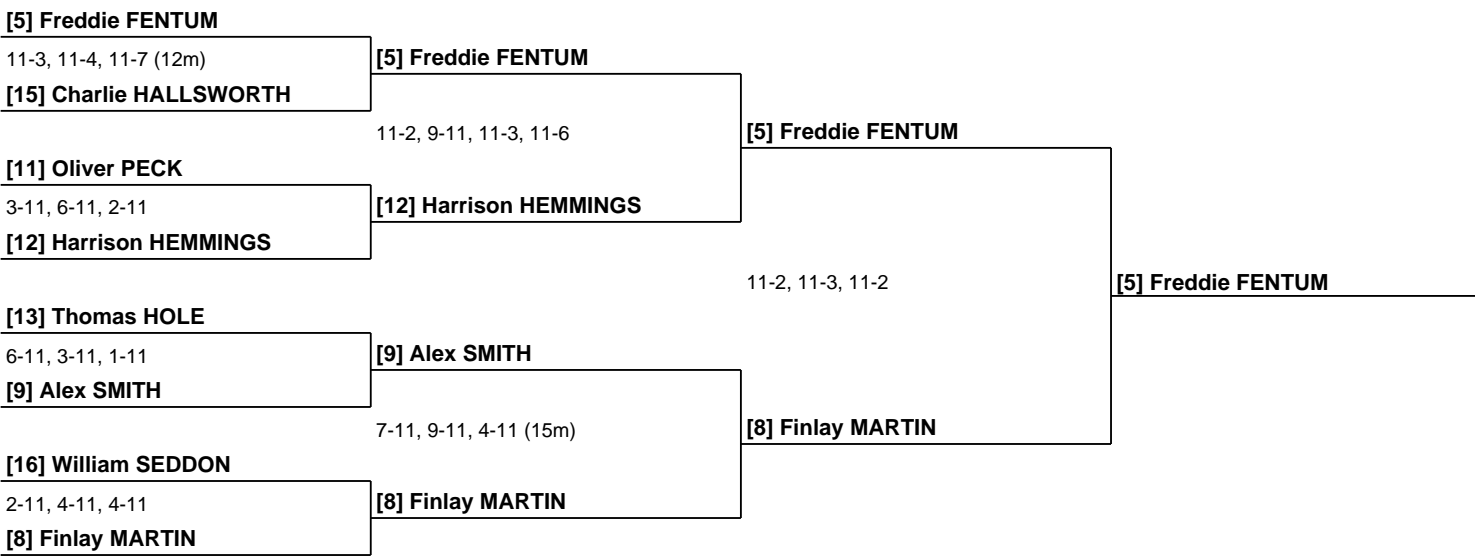 [5] Freddie FENTUM
11-3, 11-4, 11-7 (12m)
[5] Freddie FENTUM
[15] Charlie HALLSWORTH
11-2, 9-11, 11-3, 11-6
[5] Freddie FENTUM
[11] Oliver PECK
3-11, 6-11, 2-11
[12] Harrison HEMMINGS
[12] Harrison HEMMINGS
11-2, 11-3, 11-2
[5] Freddie FENTUM
[13] Thomas HOLE
6-11, 3-11, 1-11
[9] Alex SMITH
[9] Alex SMITH
7-11, 9-11, 4-11 (15m)
[8] Finlay MARTIN
[16] William SEDDON
2-11, 4-11, 4-11
[8] Finlay MARTIN
[8] Finlay MARTIN